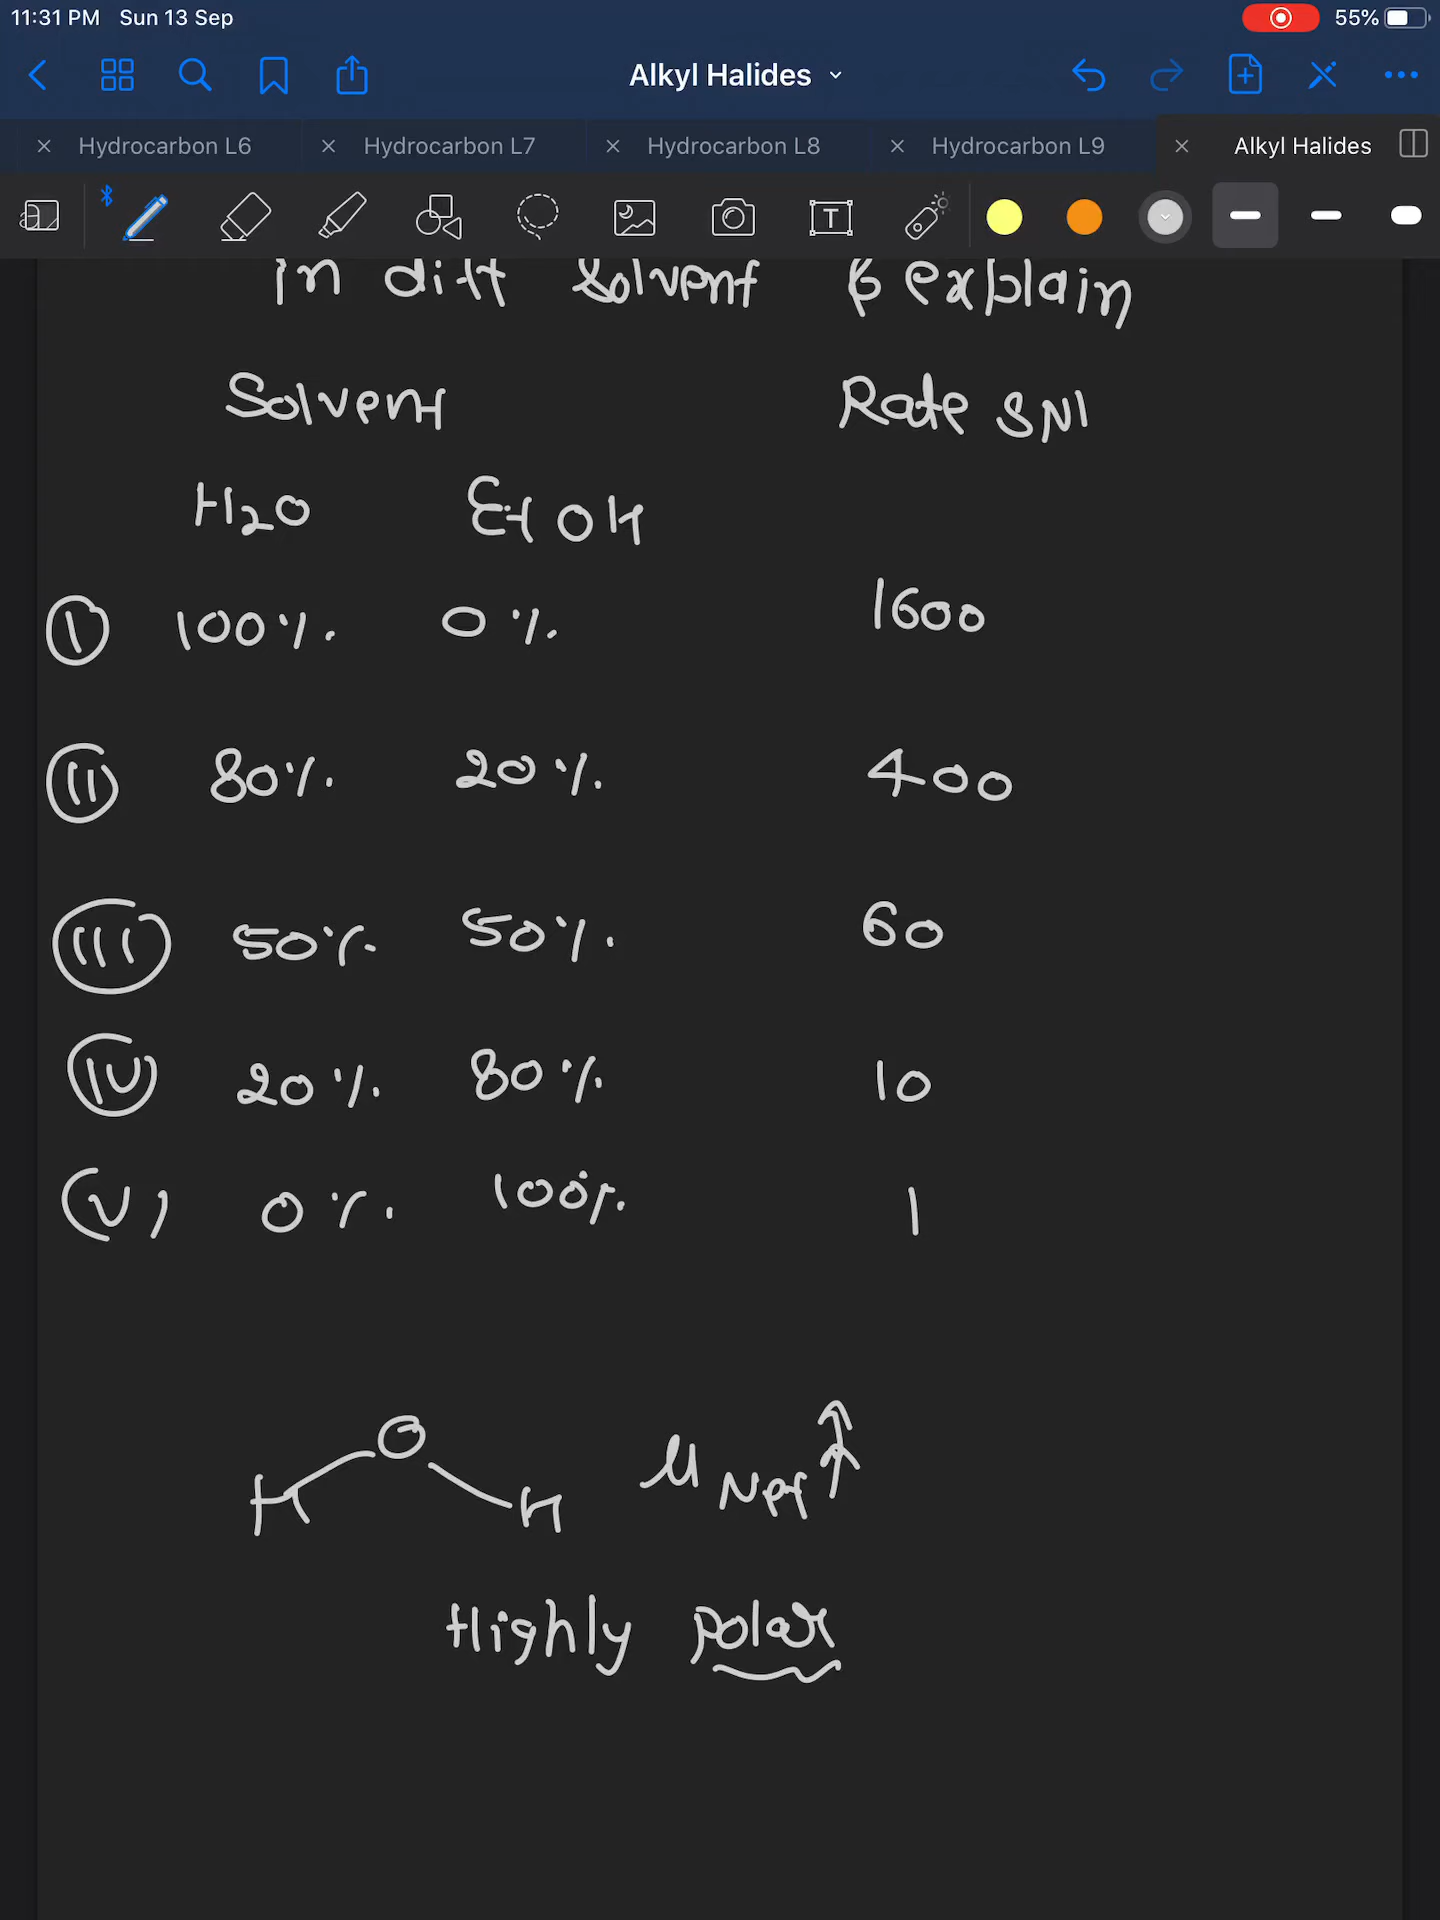 11:31 PM Sun 13 Sep 55%
Alkyl Halides
Hydrocarbon L6 Hydrocarbon L7 Hydrocarbon L8 Hydrocarbon L9 Alkyl Halides
in diff solvent & explain
Solvent Rate SN1
H2O EtOH
(I) 100% 0% 1600
(II) 80% 20% 400
(III) 50% 50% 60
(IV) 20% 80% 10
(V) 0% 100% 1
H O H μ Net ↑↑
Highly polar